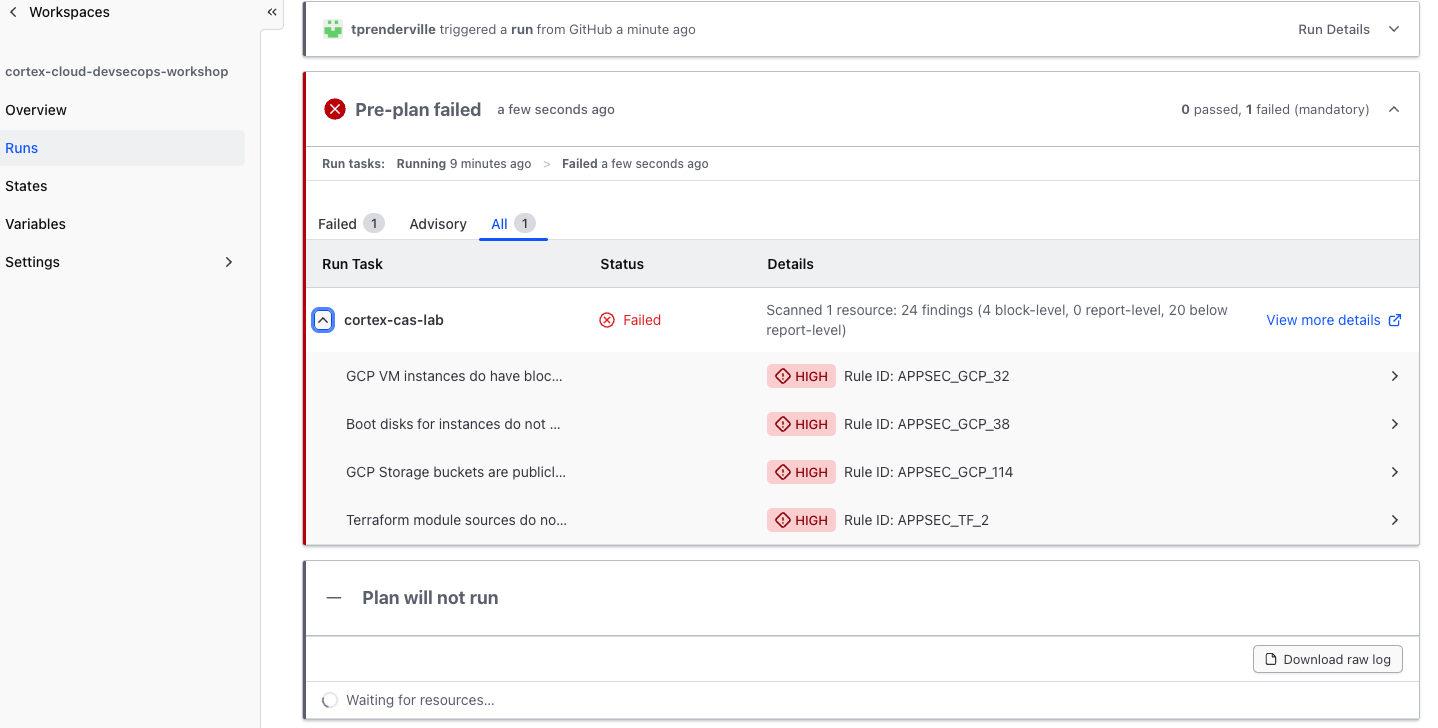 Workspaces
cortex-cloud-devsecops-workshop
Overview
Runs
States
Variables
Settings
tprenderville triggered a run from GitHub a minute ago
Run Details
Pre-plan failed a few seconds ago
0 passed, 1 failed (mandatory)
Run tasks: Running 9 minutes ago > Failed a few seconds ago
Failed 1 Advisory All 1
Run Task Status Details
cortex-cas-lab Failed
Scanned 1 resource: 24 findings (4 block-level, 0 report-level, 20 below
report-level)
View more details
GCP VM instances do have bloc... HIGH Rule ID: APPSEC_GCP_32
Boot disks for instances do not ... HIGH Rule ID: APPSEC_GCP_38
GCP Storage buckets are publicl... HIGH Rule ID: APPSEC_GCP_114
Terraform module sources do no... HIGH Rule ID: APPSEC_TF_2
Plan will not run
Download raw log
Waiting for resources...